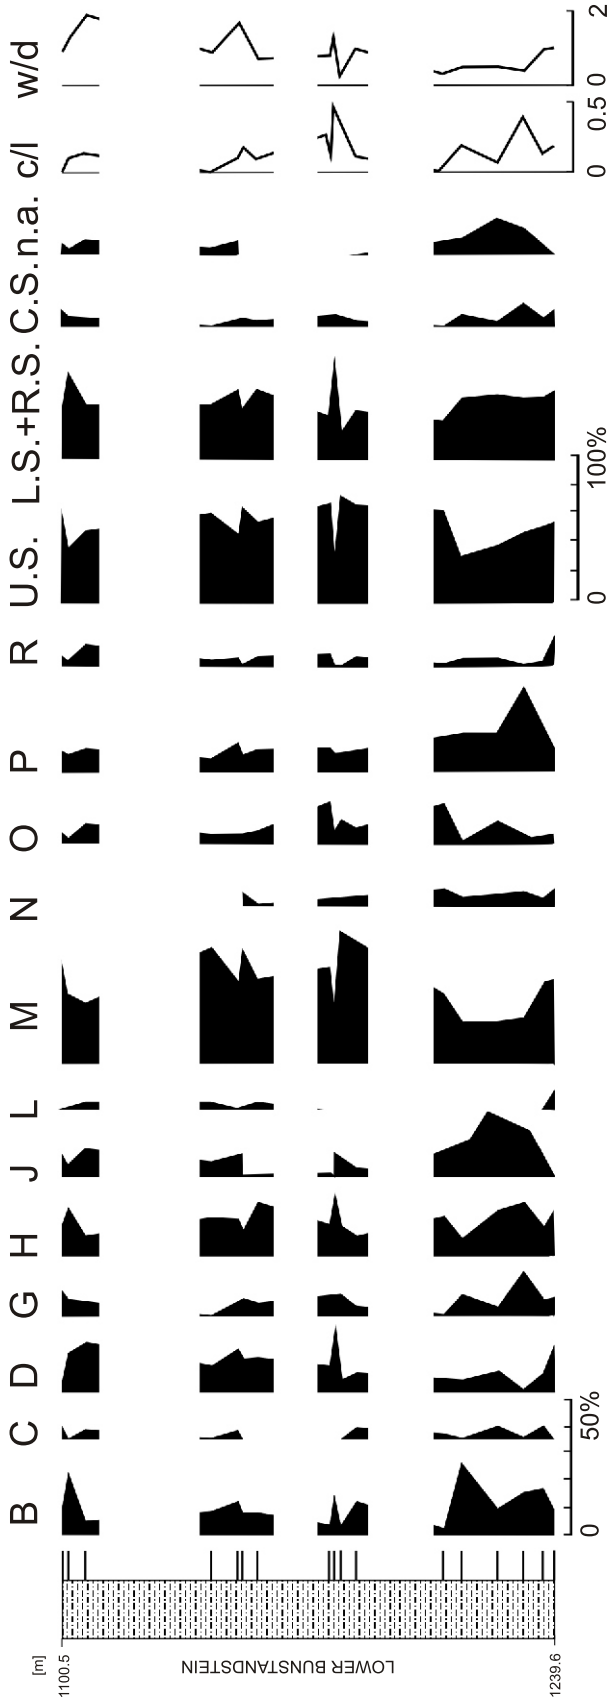 w/d
2
0
c/l
0.5
0
n.a.
C.S.
L.S.+R.S.
U.S.
100%
0
R
P
O
N
M
L
J
H
G
D
C
B
50%
0
[m]
1100.5
LOWER BUNSTANDSTEIN
1239.6